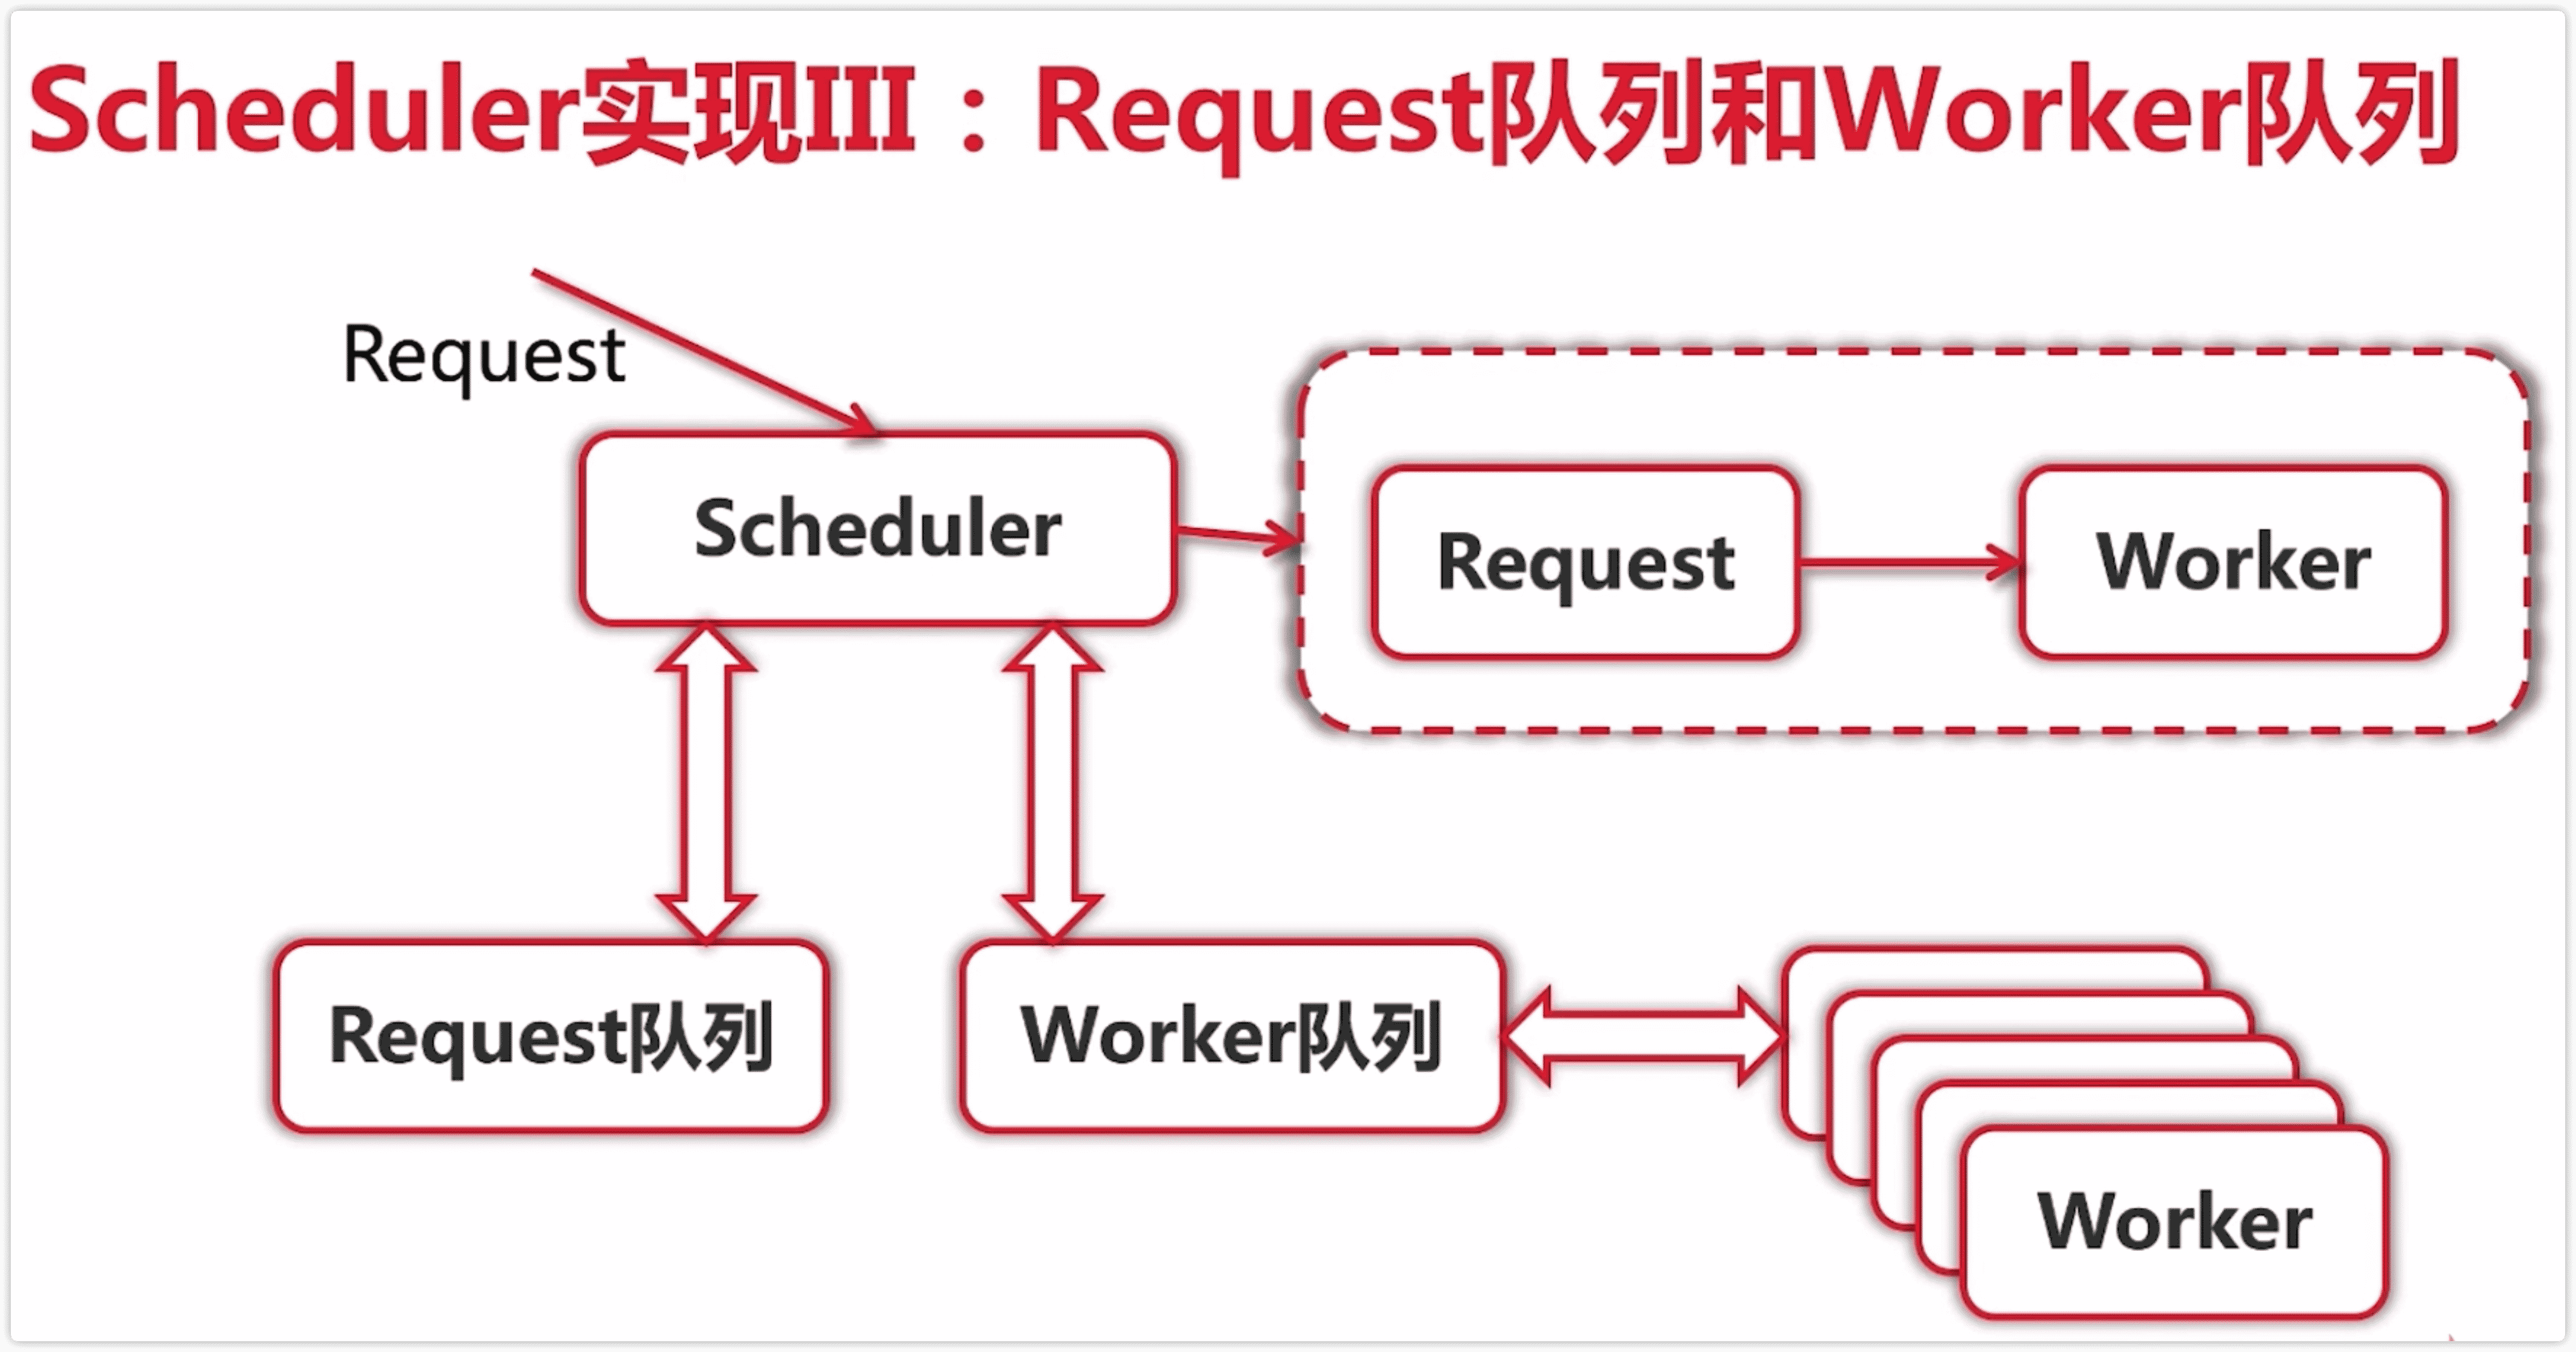 Scheduler实现III：Request队列和Worker队列
Request
Scheduler
Request
Worker
Request队列
Worker队列
Worker